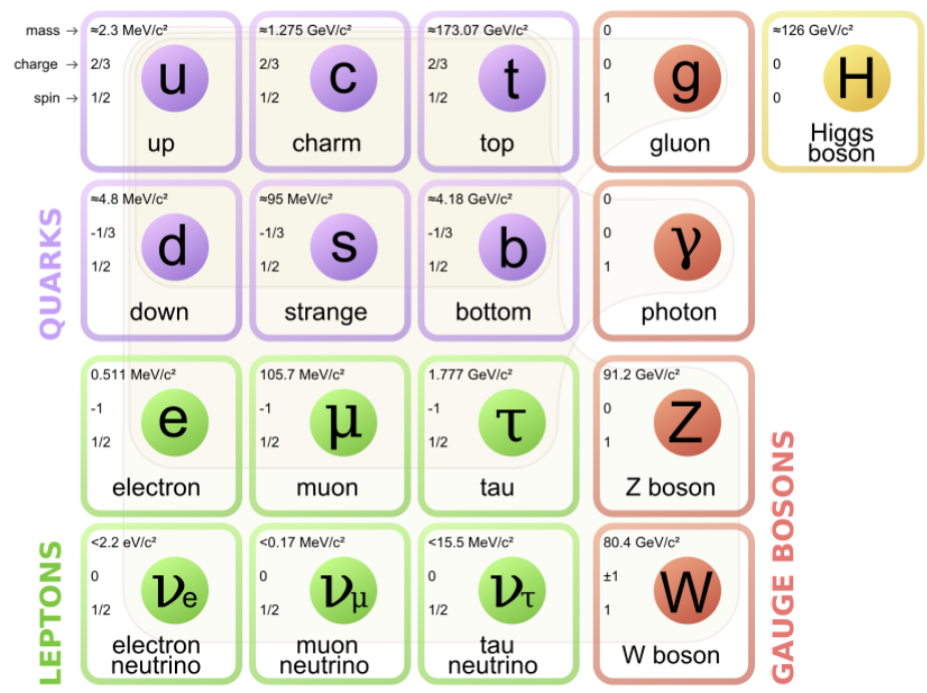 mass →
charge →
spin →
≈2.3 MeV/c²
2/3
1/2
u
up
≈1.275 GeV/c²
2/3
1/2
c
charm
≈173.07 GeV/c²
2/3
1/2
t
top
0
0
1
g
gluon
≈126 GeV/c²
0
0
H
Higgs
boson
QUARKS
≈4.8 MeV/c²
-1/3
1/2
d
down
≈95 MeV/c²
-1/3
1/2
s
strange
≈4.18 GeV/c²
-1/3
1/2
b
bottom
0
0
1
γ
photon
0.511 MeV/c²
-1
1/2
e
electron
105.7 MeV/c²
-1
1/2
μ
muon
1.777 GeV/c²
-1
1/2
τ
tau
91.2 GeV/c²
0
1
Z
Z boson
LEPTONS
<2.2 eV/c²
0
1/2
νe
electron
neutrino
<0.17 MeV/c²
0
1/2
νμ
muon
neutrino
<15.5 MeV/c²
0
1/2
ντ
tau
neutrino
80.4 GeV/c²
±1
1
W
W boson
GAUGE BOSONS